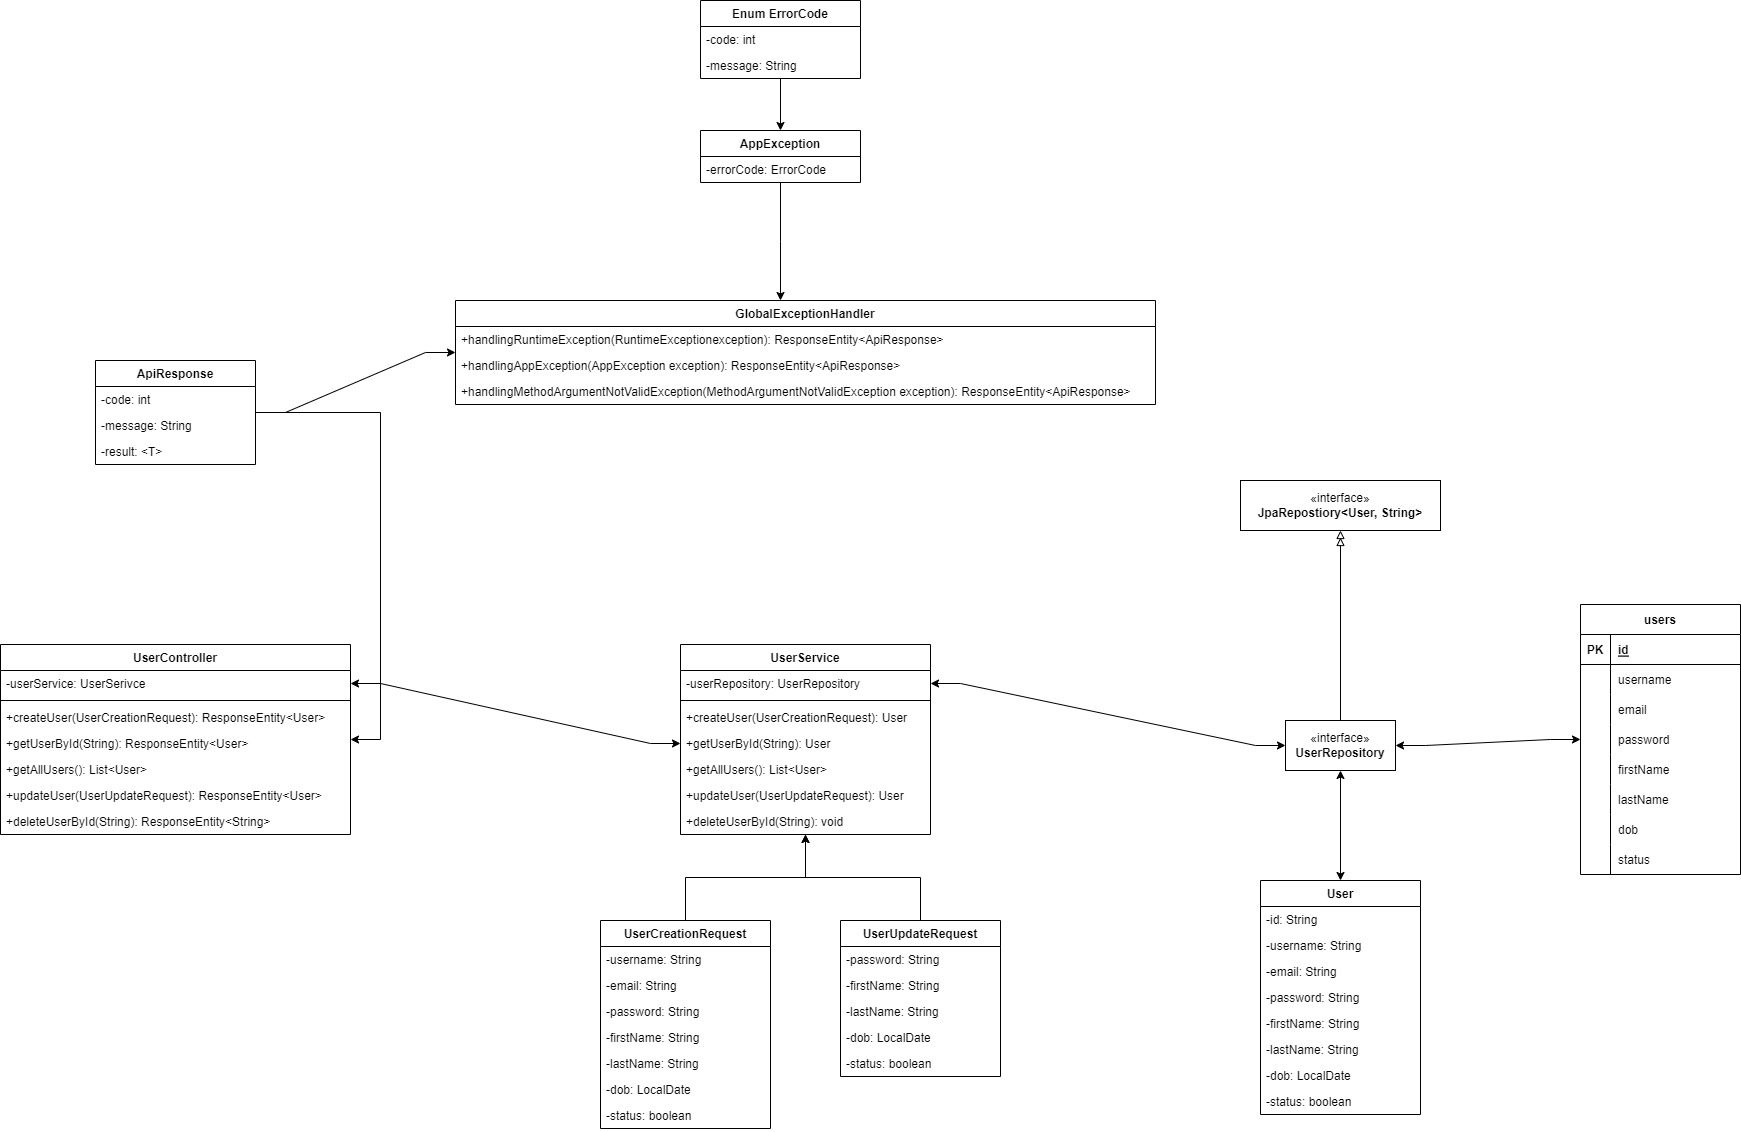 Enum ErrorCode
-code: int
-message: String
AppException
-errorCode: ErrorCode
GlobalExceptionHandler
+handlingRuntimeException(RuntimeExceptionexception): ResponseEntity<ApiResponse>
+handlingAppException(AppException exception): ResponseEntity<ApiResponse>
+handlingMethodArgumentNotValidException(MethodArgumentNotValidException exception): ResponseEntity<ApiResponse>
ApiResponse
-code: int
-message: String
-result: <T>
«interface»
JpaRepostiory<User, String>
UserController
-userService: UserSerivce
+createUser(UserCreationRequest): ResponseEntity<User>
+getUserById(String): ResponseEntity<User>
+getAllUsers(): List<User>
+updateUser(UserUpdateRequest): ResponseEntity<User>
+deleteUserById(String): ResponseEntity<String>
UserService
-userRepository: UserRepository
+createUser(UserCreationRequest): User
+getUserById(String): User
+getAllUsers(): List<User>
+updateUser(UserUpdateRequest): User
+deleteUserById(String): void
«interface»
UserRepository
users
PK id
username
email
password
firstName
lastName
dob
status
UserCreationRequest
-username: String
-email: String
-password: String
-firstName: String
-lastName: String
-dob: LocalDate
-status: boolean
UserUpdateRequest
-password: String
-firstName: String
-lastName: String
-dob: LocalDate
-status: boolean
User
-id: String
-username: String
-email: String
-password: String
-firstName: String
-lastName: String
-dob: LocalDate
-status: boolean